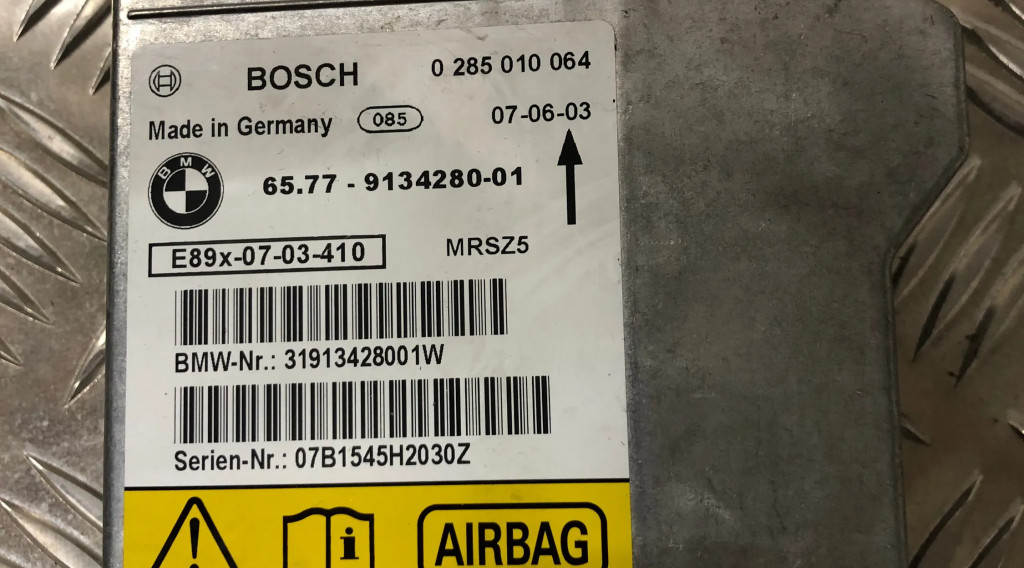 BOSCH 0 285 010 064
Made in Germany 085 07-06-03
BMW 65.77 - 9134280-01
E89x-07-03-410 MRSZ5
BMW-Nr.: 31913428001W
Serien-Nr.: 07B1545H2030Z
i AIRBAG